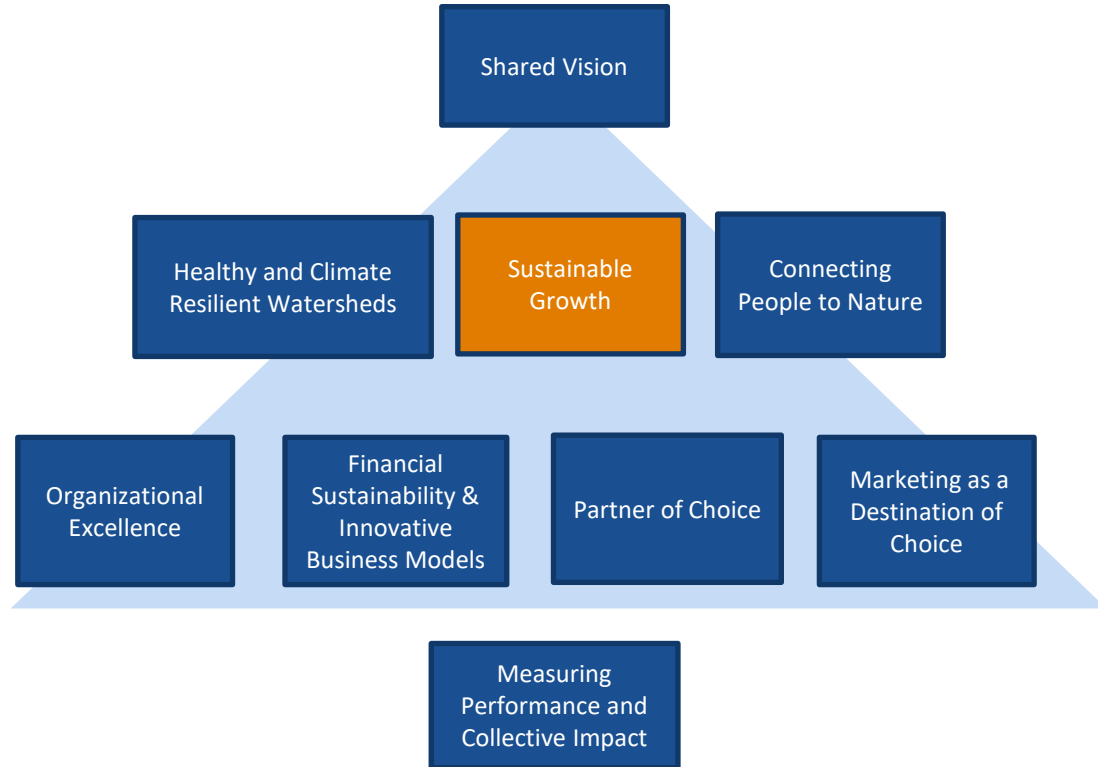 Shared Vision
Healthy and Climate
Resilient Watersheds
Sustainable
Growth
Connecting
People to Nature
Organizational
Excellence
Financial
Sustainability &
Innovative
Business Models
Partner of Choice
Marketing as a
Destination of
Choice
Measuring
Performance and
Collective Impact